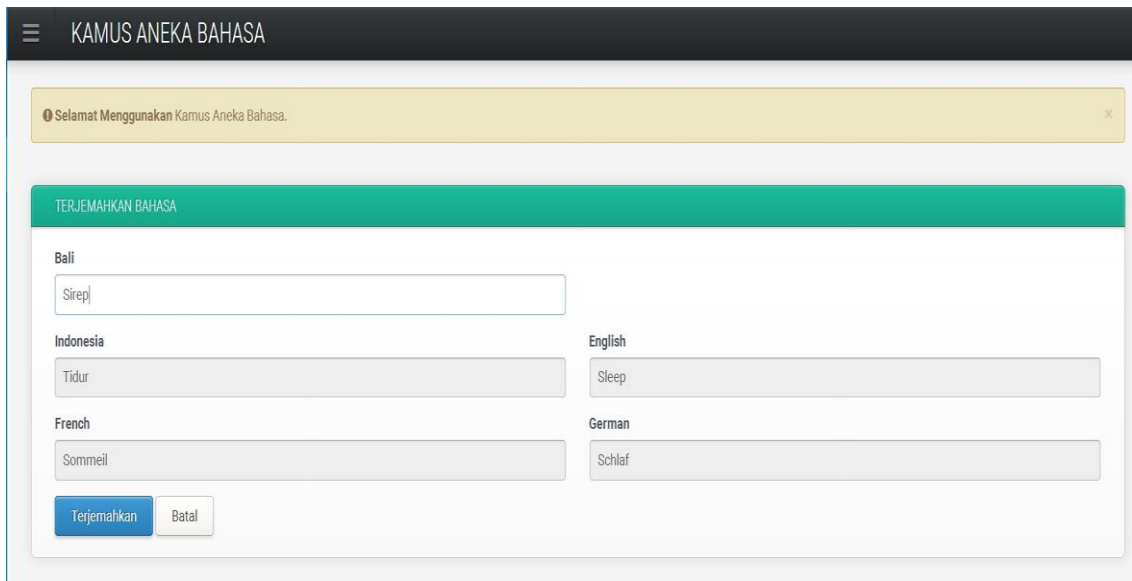 KAMUS ANEKA BAHASA
Selamat Menggunakan Kamus Aneka Bahasa.
x
TERJEMAHKAN BAHASA
Bali
Sirep
Indonesia
English
Tidur
Sleep
French
German
Sommeil
Schlaf
Terjemahkan
Batal